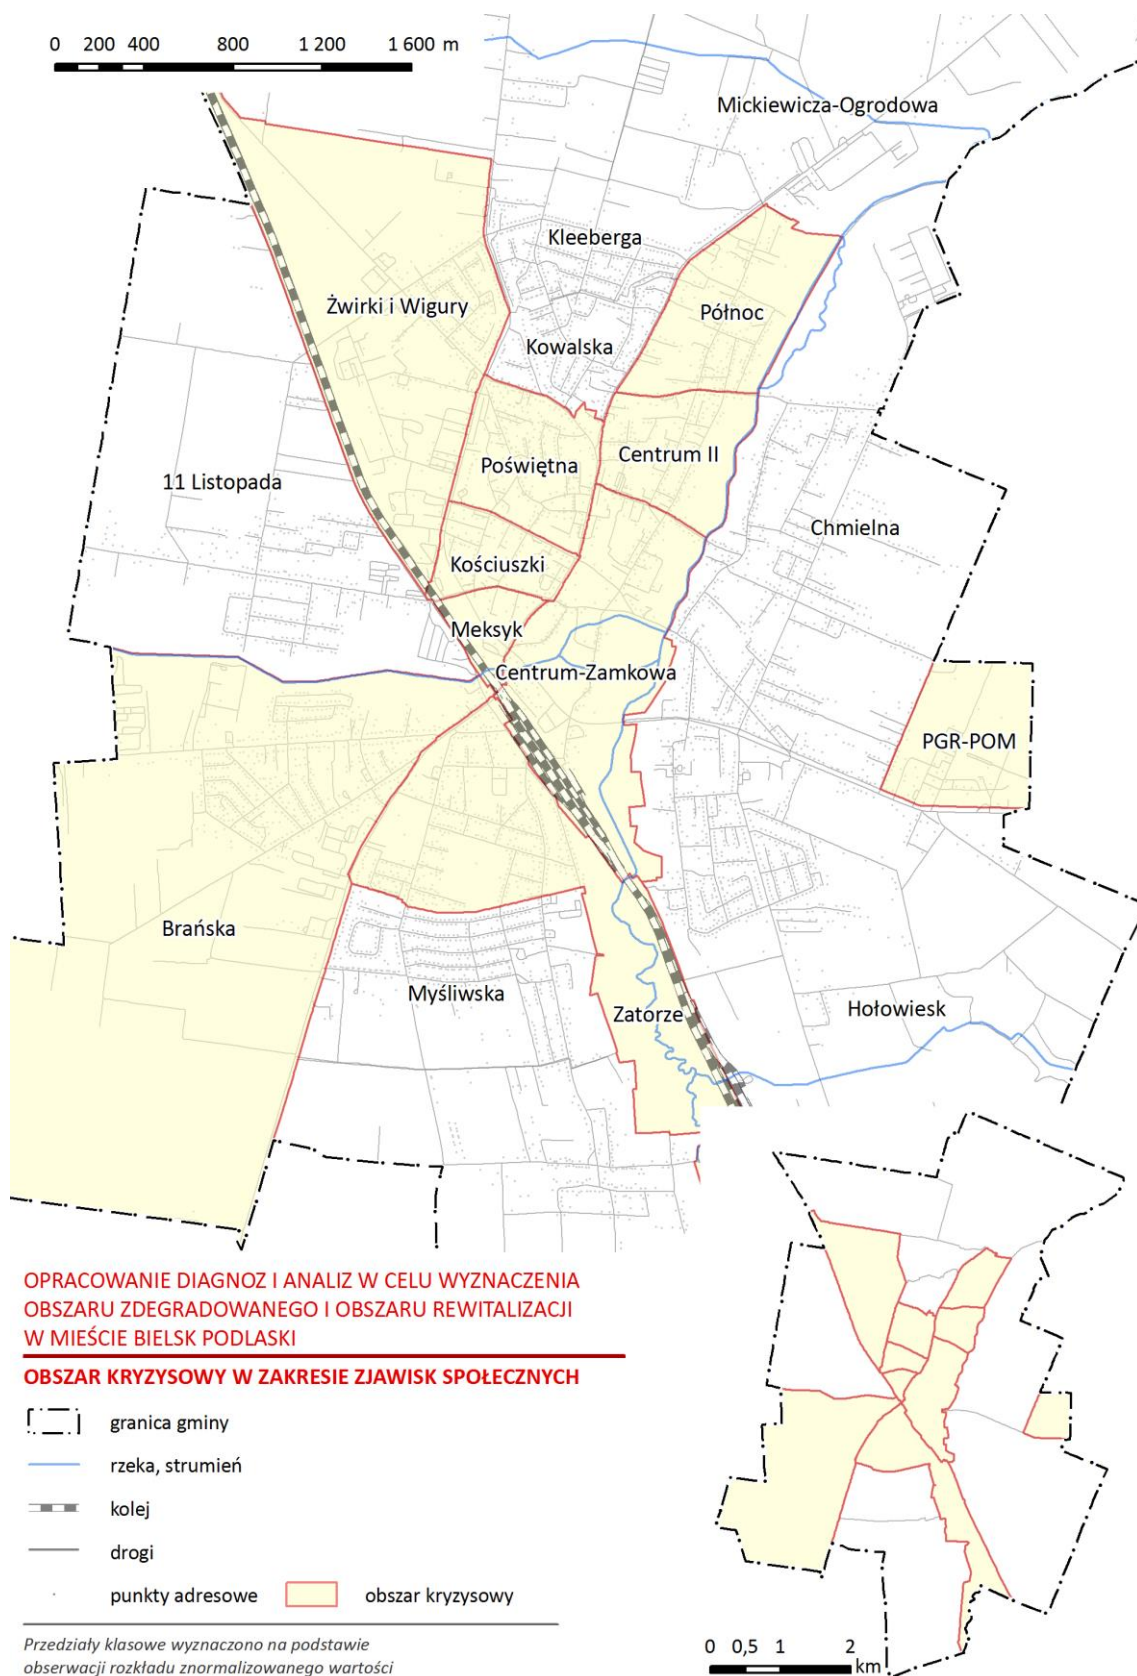 0 200 400 800 1 200 1 600 m
Mickiewicza-Ogrodowa
Kleeberga
Żwirki i Wigury
Północ
Kowalska
Poświętna
Centrum II
11 Listopada
Chmielna
Kościuszki
Meksyk
Centrum-Zamkowa
PGR-POM
Brańska
Myśliwska
Zatorze
Hołowiesk
OPRACOWANIE DIAGNOZ I ANALIZ W CELU WYZNACZENIA
OBSZARU ZDEGRADOWANEGO I OBSZARU REWITALIZACJI
W MIEŚCIE BIELSK PODLASKI
OBSZAR KRYZYSOWY W ZAKRESIE ZJAWISK SPOŁECZNYCH
granica gminy
rzeka, strumień
kolej
drogi
punkty adresowe obszar kryzysowy
Przedziały klasowe wyznaczono na podstawie
obserwacji rozkładu znormalizowanego wartości
0 0,5 1 2
km